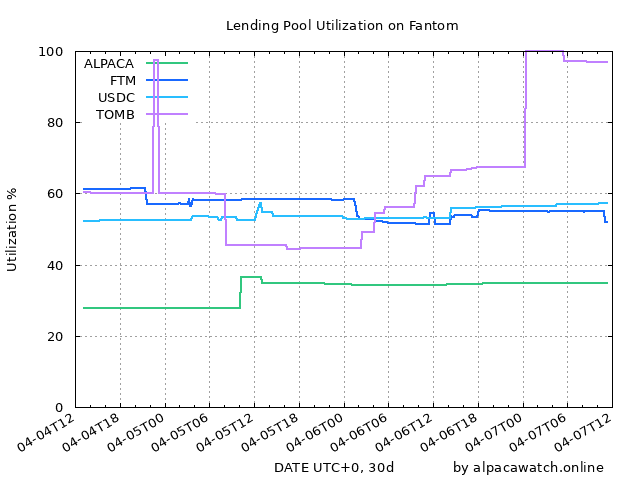 Lending Pool Utilization on Fantom
Utilization %
100
80
60
40
20
0
ALPACA
FTM
USDC
TOMB
04-04T12
04-04T18
04-05T00
04-05T06
04-05T12
04-05T18
04-06T00
04-06T06
04-06T12
04-06T18
04-07T00
04-07T06
04-07T12
DATE UTC+0, 30d
by alpacawatch.online